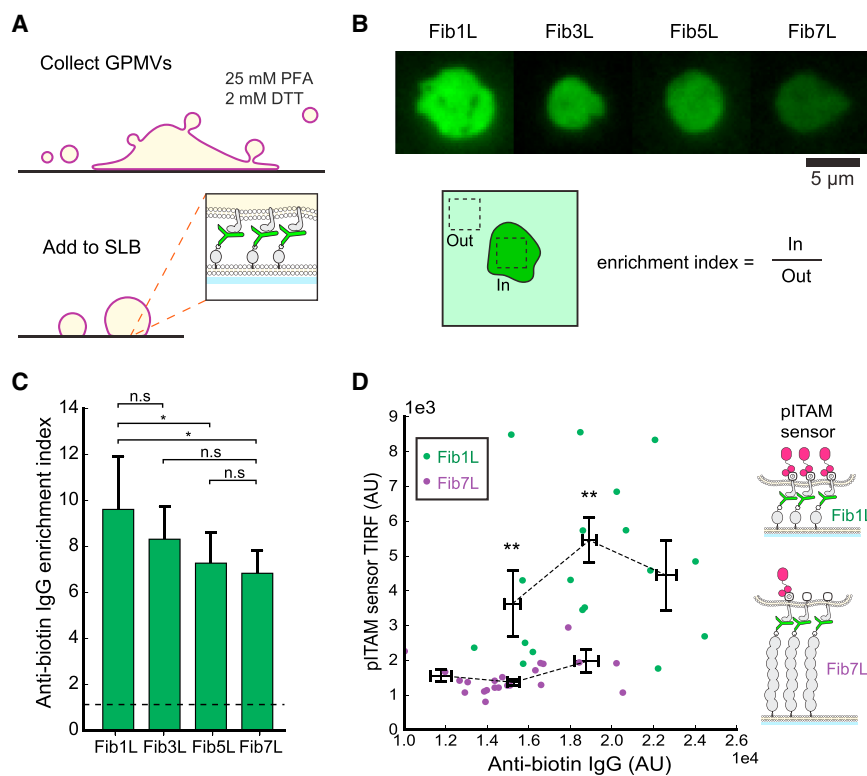 A
Collect GPMVs
25 mM PFA
2 mM DTT
Add to SLB
B
Fib1L Fib3L Fib5L Fib7L
5 µm
Out
In
enrichment index = In
Out
C
n.s
*
*
n.s
n.s
14
12
10
8
6
4
2
0
Anti-biotin IgG enrichment index
Fib1L Fib3L Fib5L Fib7L
D
1e3
9
8
7
6
5
4
3
2
1
0
pITAM sensor TIRF (AU)
Fib1L
Fib7L
**
**
1.0 1.2 1.4 1.6 1.8 2.0 2.2 2.4 2.6
1e4
Anti-biotin IgG (AU)
pITAM
sensor
Fib1L
Fib7L